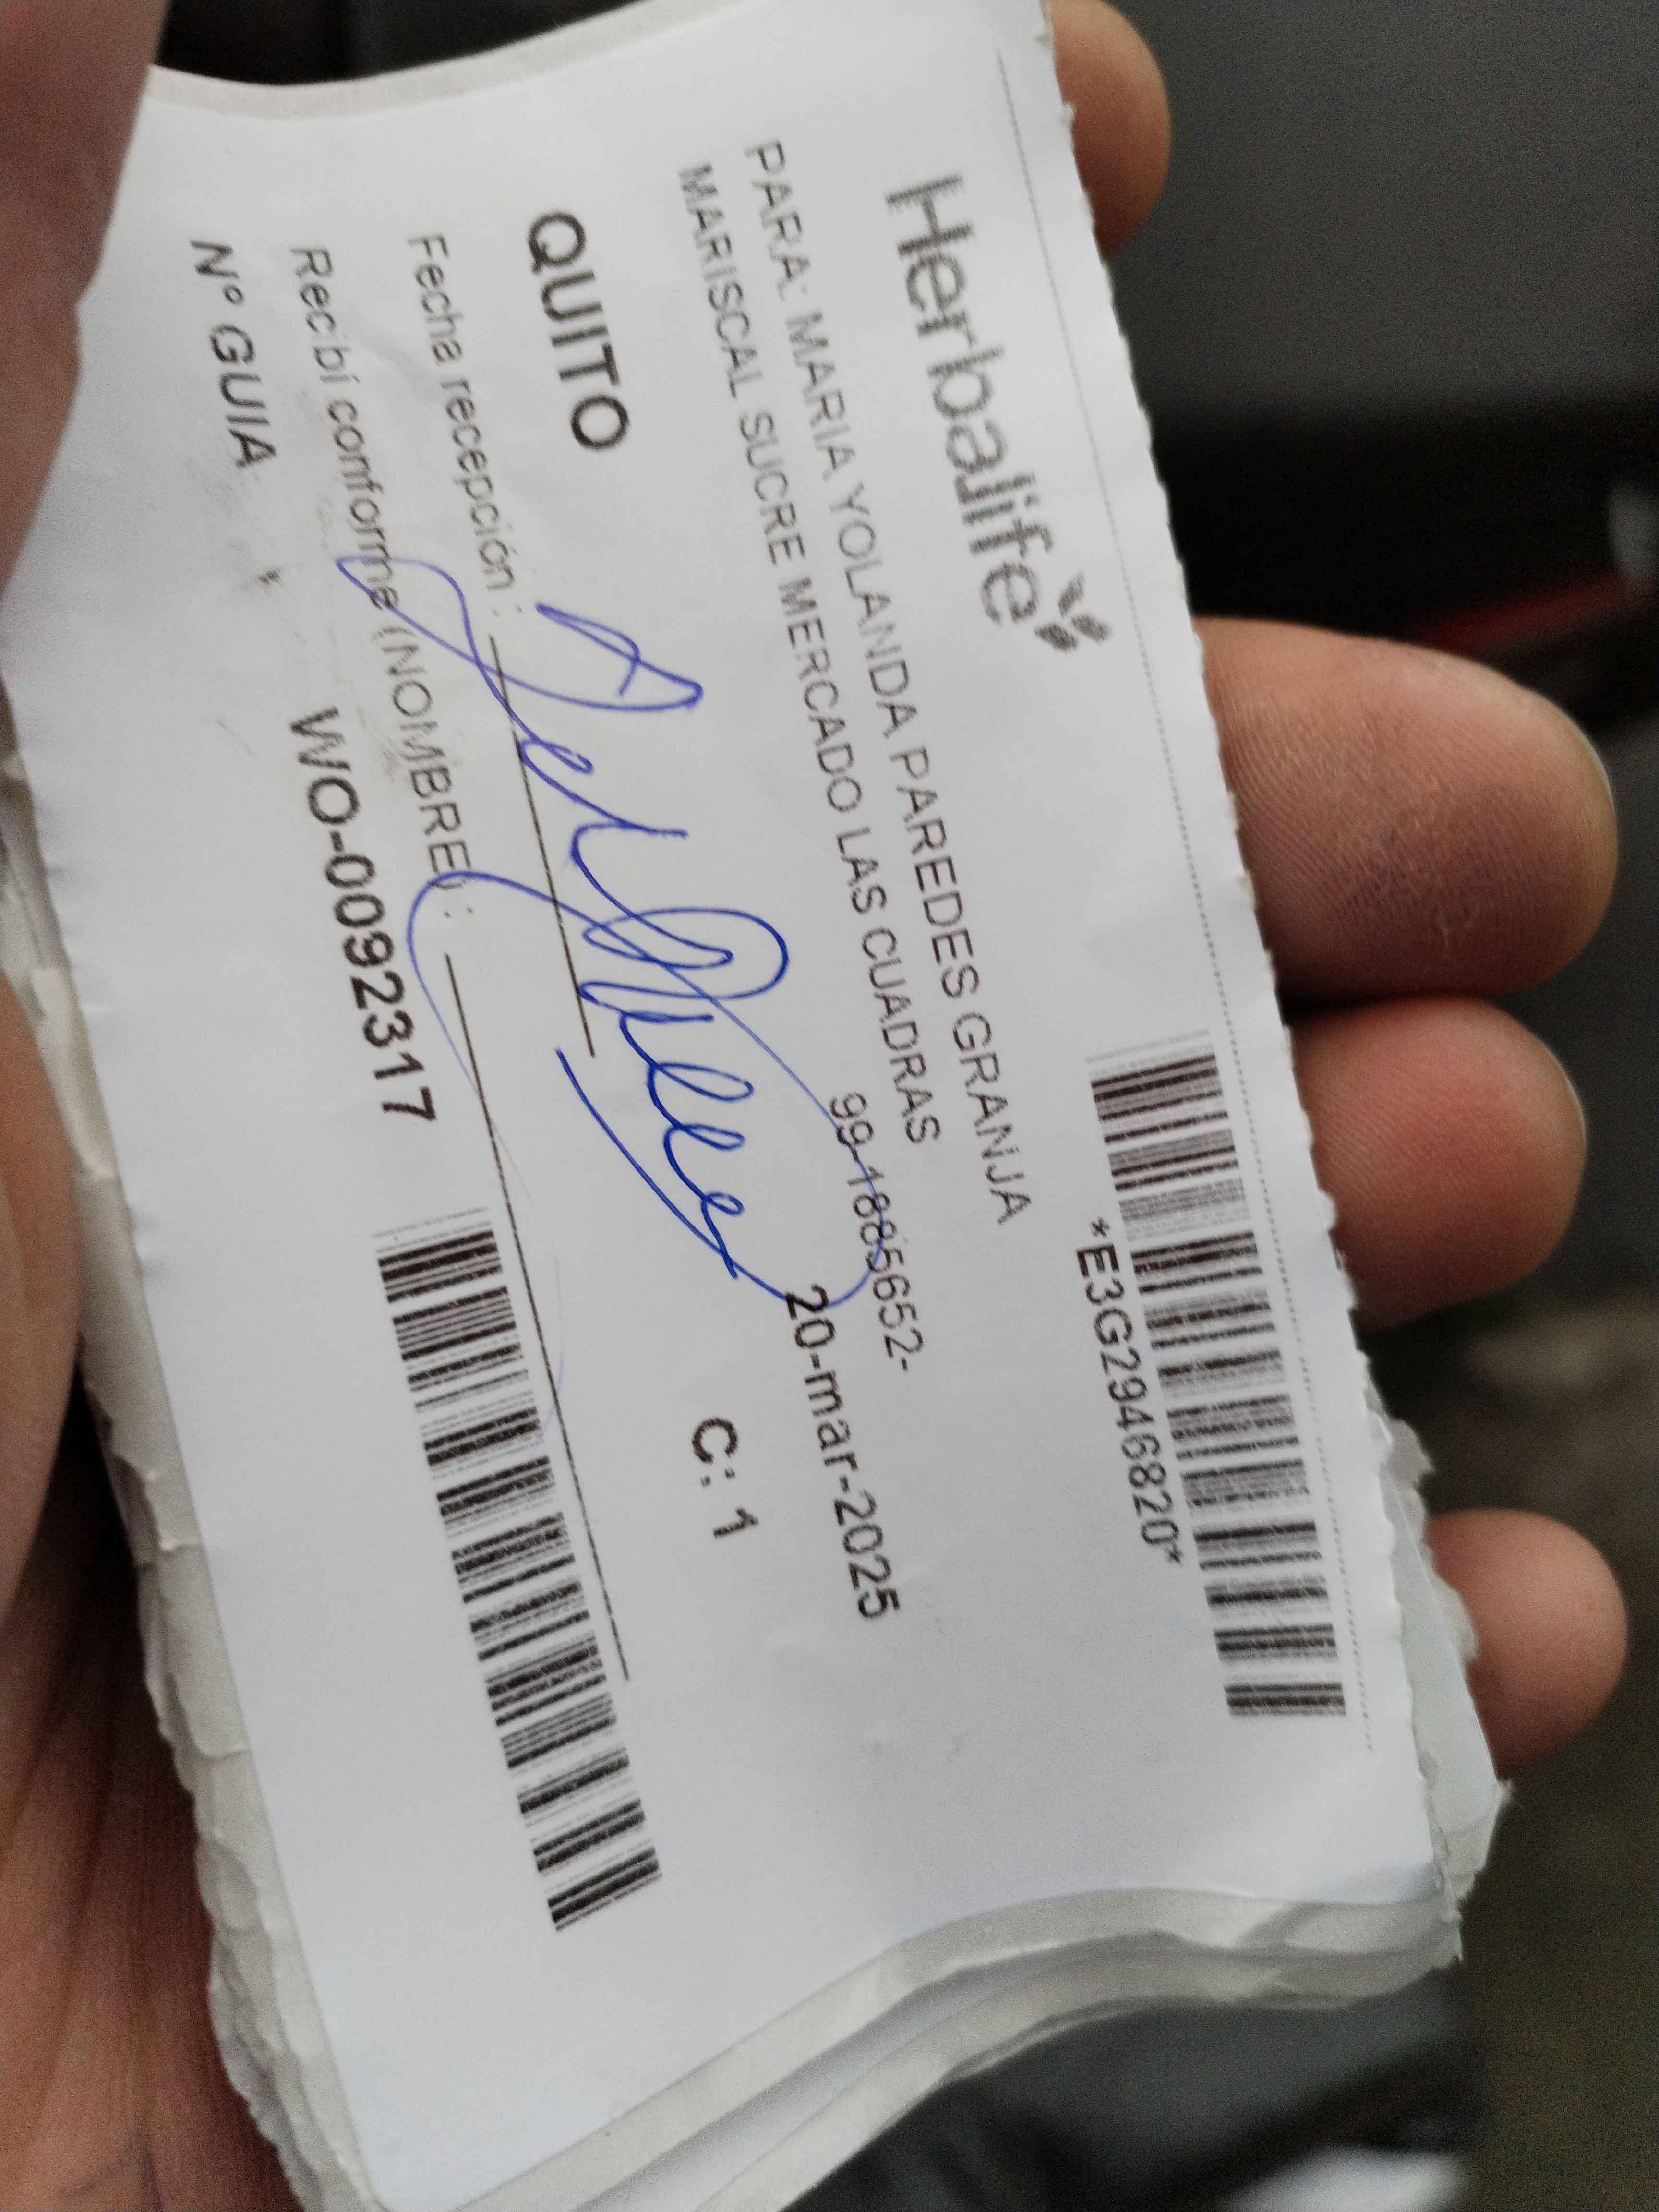 Herbalife
*E3G2946820*
PARA: MARIA YOLANDA PAREDES GRANJA
MARISCAL SUCRE MERCADO LAS CUADRAS
99-1885652-
20-mar-2025
QUITO
C: 1
Fecha recepción :
Recibí conforme (NOMBRE) :
Nº GUIA
WO-0092317